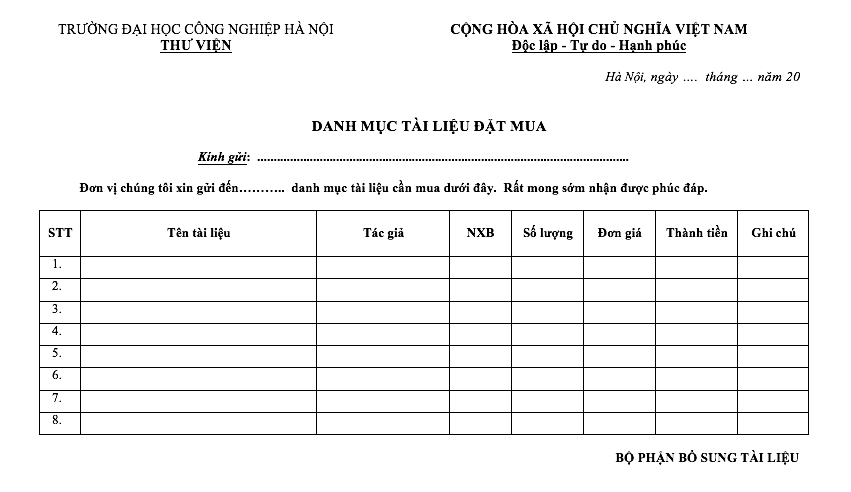 TRƯỜNG ĐẠI HỌC CÔNG NGHIỆP HÀ NỘI
THƯ VIỆN
CỘNG HÒA XÃ HỘI CHỦ NGHĨA VIỆT NAM
Độc lập - Tự do - Hạnh phúc
Hà Nội, ngày .... tháng ... năm 20
DANH MỤC TÀI LIỆU ĐẶT MUA
Kính gửi: ....................................................................................................................
Đơn vị chúng tôi xin gửi đến……….. danh mục tài liệu cần mua dưới đây. Rất mong sớm nhận được phúc đáp.
STT Tên tài liệu Tác giả NXB Số lượng Đơn giá Thành tiền Ghi chú
1.
2.
3.
4.
5.
6.
7.
8.
BỘ PHẬN BỔ SUNG TÀI LIỆU